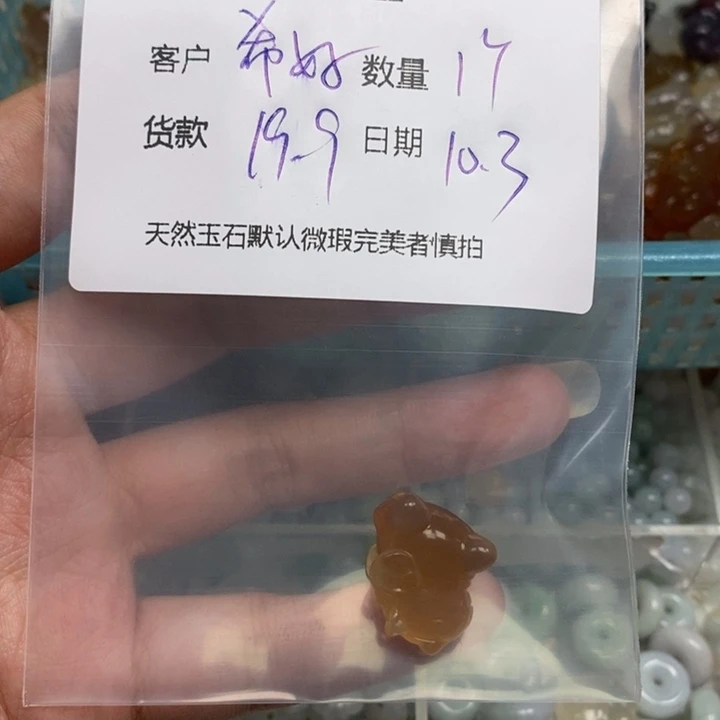 客户 希好 数量 1个
货款 19.9 日期 10.3
天然玉石默认微瑕完美者慎拍